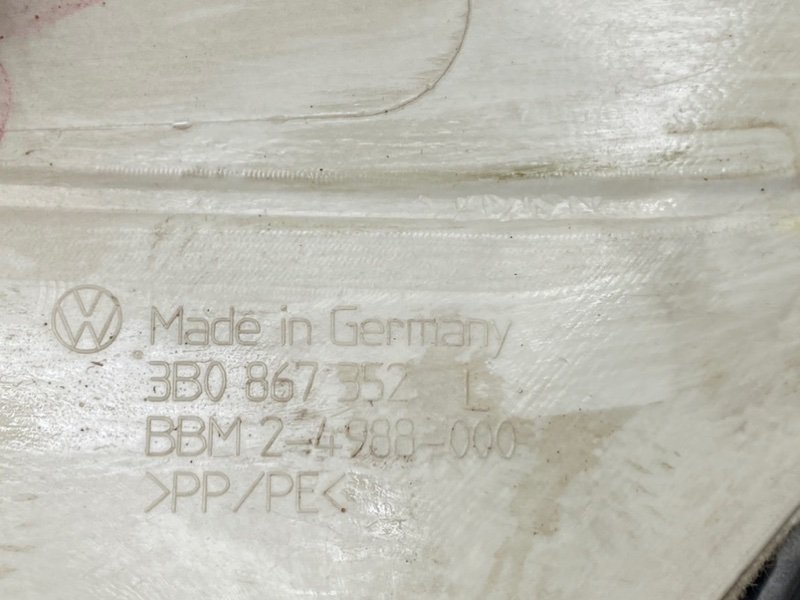 Made in Germany
3B0 867 352 L
BBM 2-4988-000
>PP/PE<